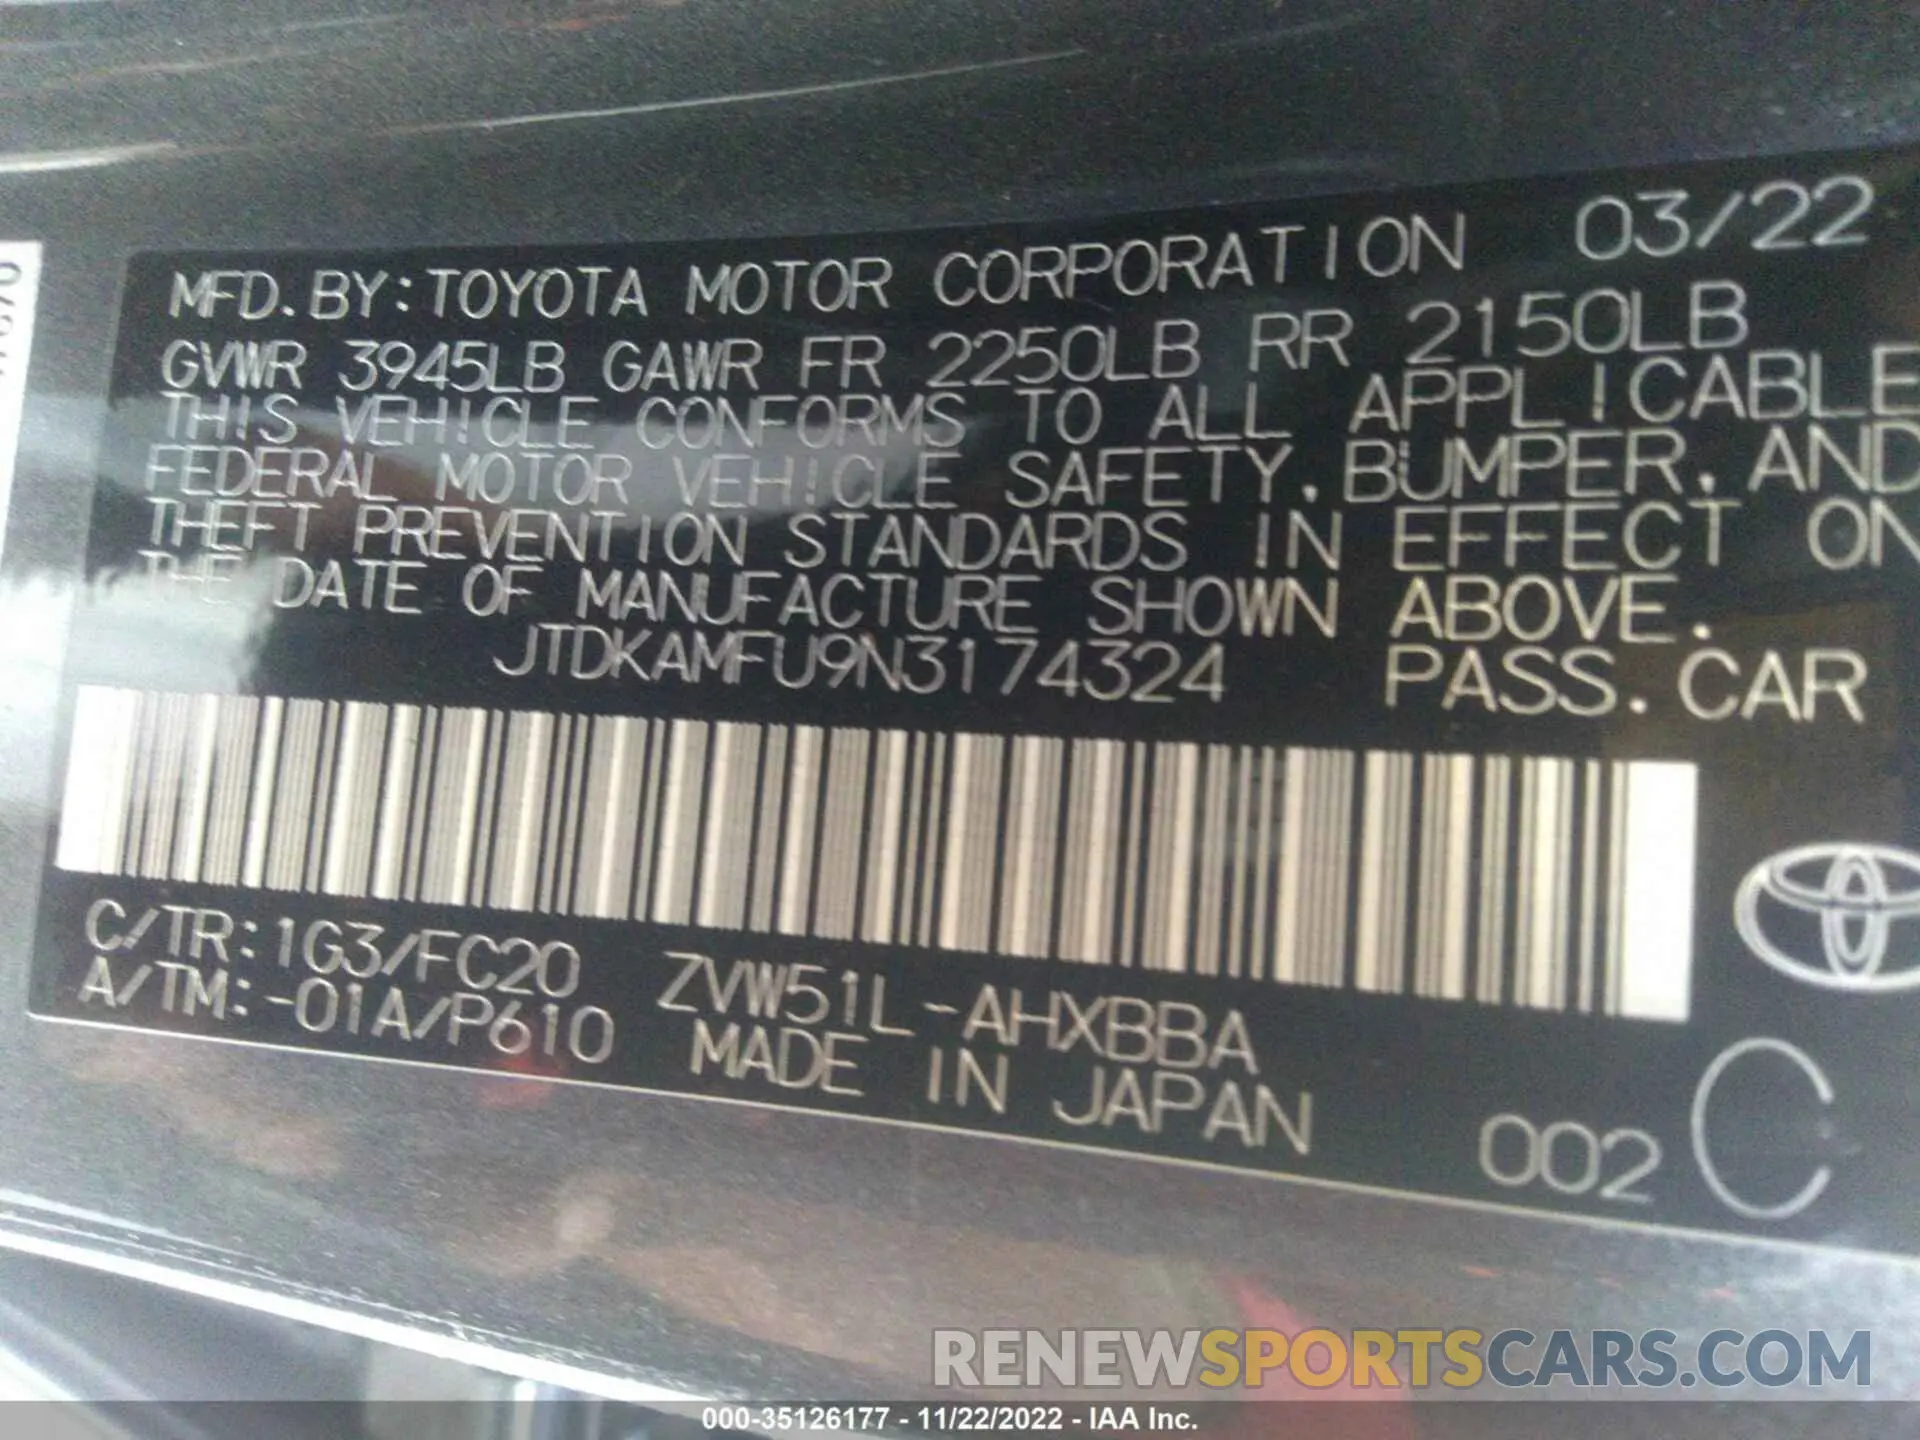 MFD. BY: TOYOTA MOTOR CORPORATION 03/22
GVWR 3945LB GAWR FR 2250LB RR 2150LB
THIS VEHICLE CONFORMS TO ALL APPLICABLE
FEDERAL MOTOR VEHICLE SAFETY, BUMPER, AND
THEFT PREVENTION STANDARDS IN EFFECT ON
THE DATE OF MANUFACTURE SHOWN ABOVE.
JTDKAMFU9N3174324 PASS. CAR
C/TR: 1G3/FC20 ZVW51L-AHXBBA
A/TM: -01A/P610 MADE IN JAPAN
002 C
RENEWSPORTSCARS.COM
000-35126177 - 11/22/2022 - IAA Inc.